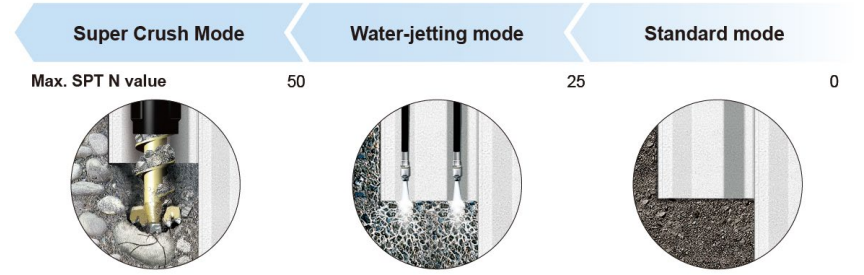 Super Crush Mode Water-jetting mode Standard mode
Max. SPT N value 50 25 0